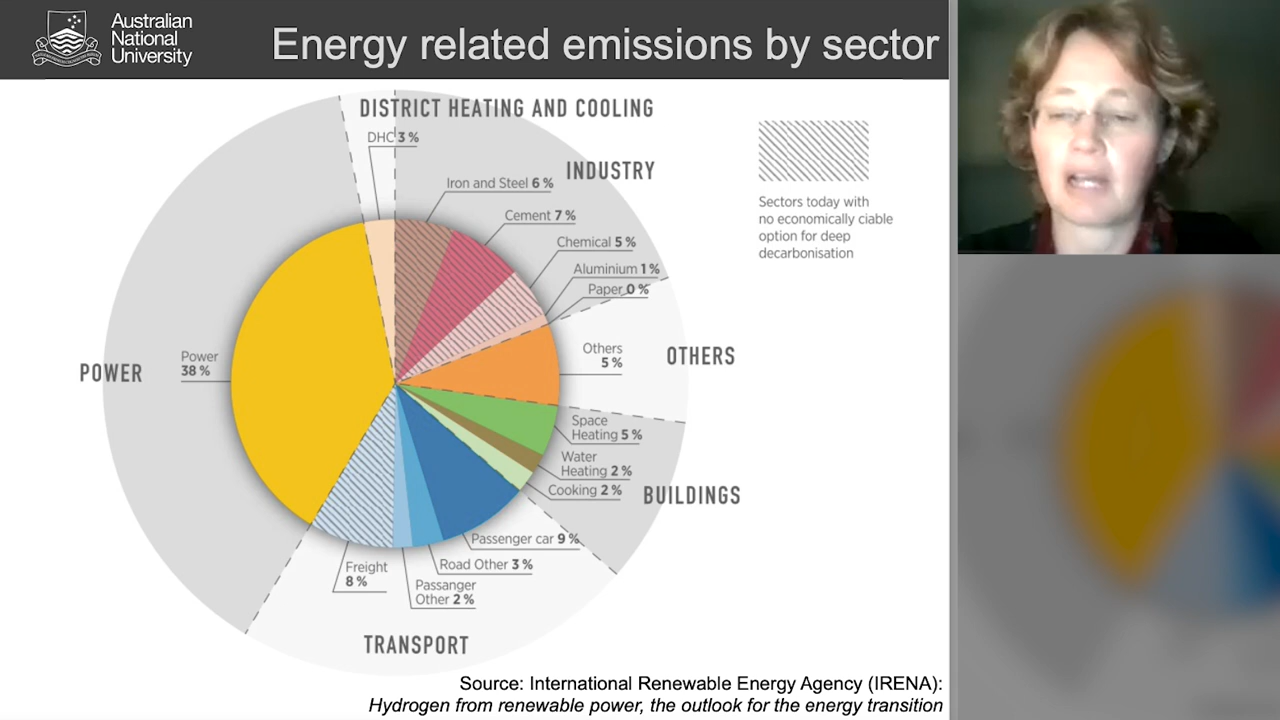 Australian
National
University
Energy related emissions by sector
DISTRICT HEATING AND COOLING
DHC 3 %
INDUSTRY
Iron and Steel 6 %
Cement 7 %
Chemical 5 %
Aluminium 1 %
Paper 0 %
Sectors today with
no economically ciable
option for deep
decarbonisation
OTHERS
Others
5 %
POWER
Power
38 %
Space
Heating 5 %
Water
Heating 2 %
Cooking 2 %
BUILDINGS
Passenger car 9 %
Road Other 3 %
Passanger
Other 2 %
Freight
8 %
TRANSPORT
Source: International Renewable Energy Agency (IRENA):
Hydrogen from renewable power, the outlook for the energy transition